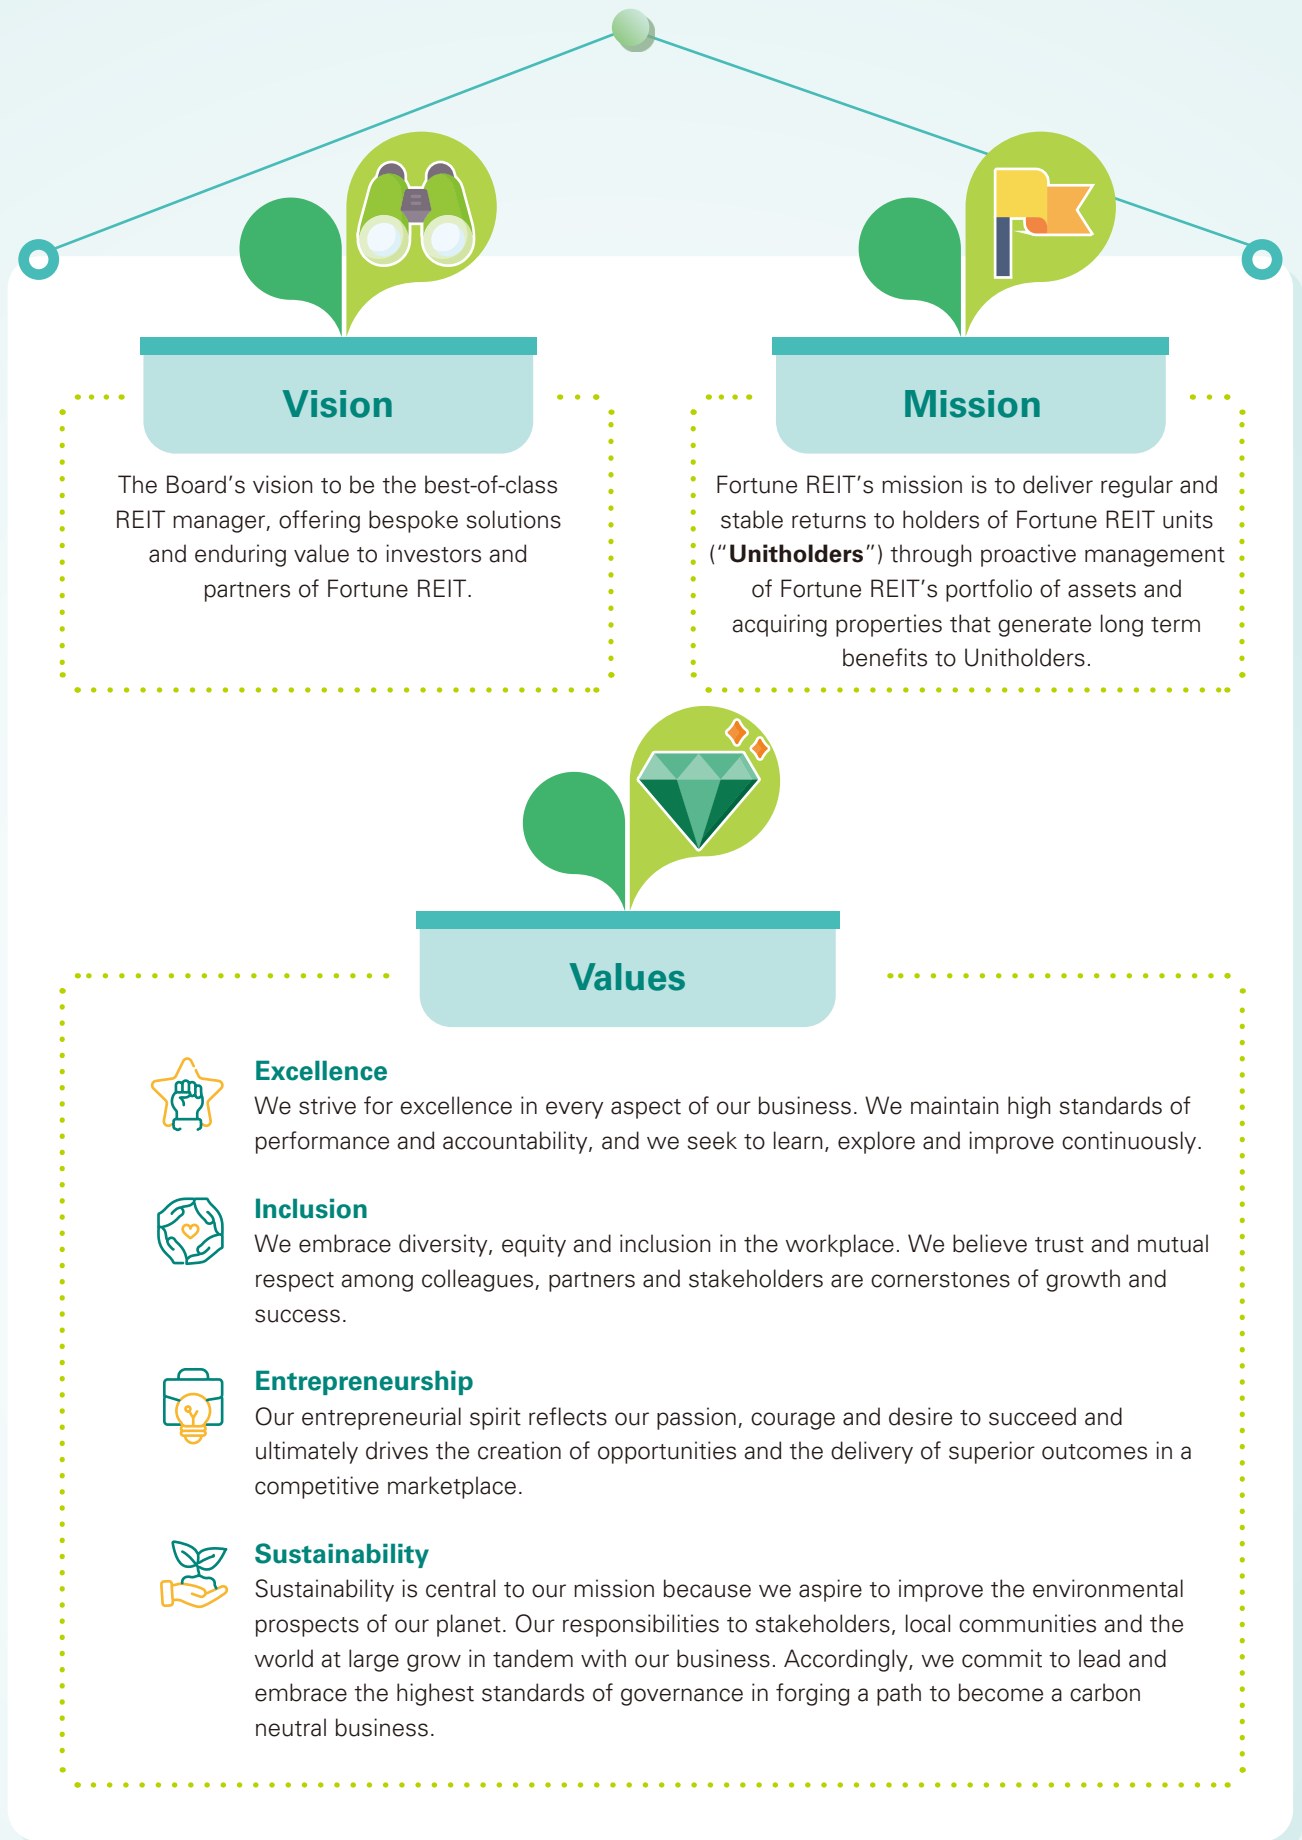 Vision
The Board's vision to be the best-of-class
REIT manager, offering bespoke solutions
and enduring value to investors and
partners of Fortune REIT.
Mission
Fortune REIT's mission is to deliver regular and
stable returns to holders of Fortune REIT units
("Unitholders") through proactive management
of Fortune REIT's portfolio of assets and
acquiring properties that generate long term
benefits to Unitholders.
Values
Excellence
We strive for excellence in every aspect of our business. We maintain high standards of
performance and accountability, and we seek to learn, explore and improve continuously.
Inclusion
We embrace diversity, equity and inclusion in the workplace. We believe trust and mutual
respect among colleagues, partners and stakeholders are cornerstones of growth and
success.
Entrepreneurship
Our entrepreneurial spirit reflects our passion, courage and desire to succeed and
ultimately drives the creation of opportunities and the delivery of superior outcomes in a
competitive marketplace.
Sustainability
Sustainability is central to our mission because we aspire to improve the environmental
prospects of our planet. Our responsibilities to stakeholders, local communities and the
world at large grow in tandem with our business. Accordingly, we commit to lead and
embrace the highest standards of governance in forging a path to become a carbon
neutral business.